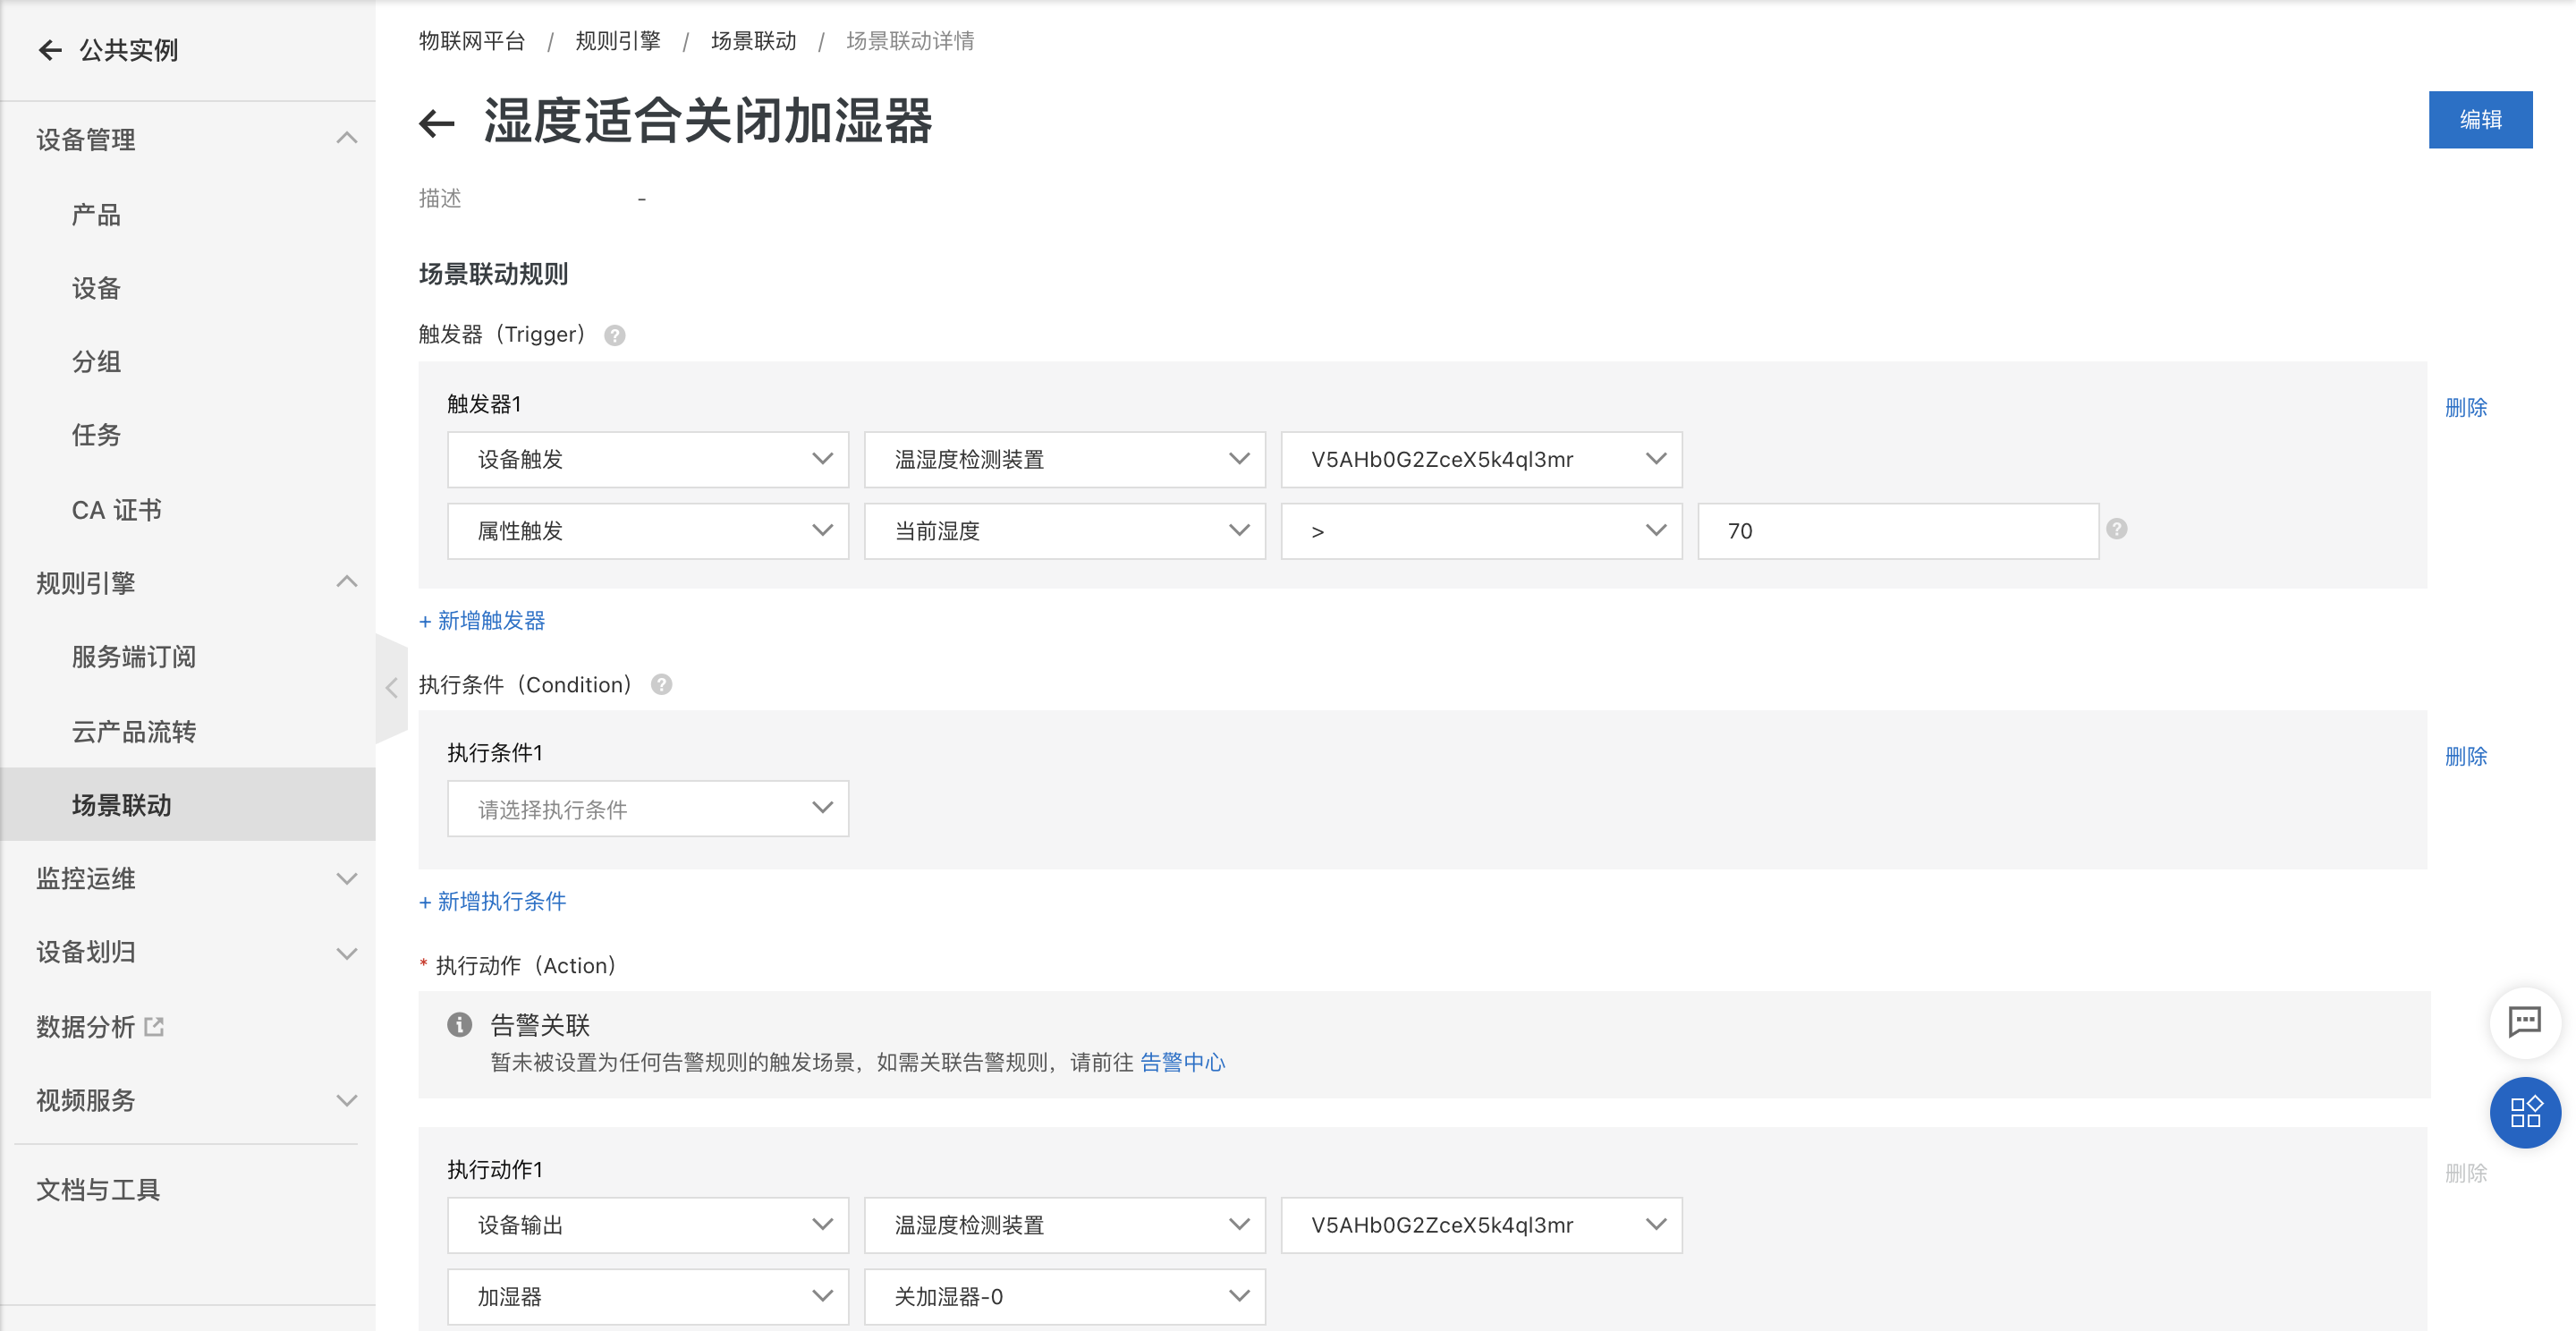 公共实例
设备管理
产品
设备
分组
任务
CA 证书
规则引擎
服务端订阅
云产品流转
场景联动
监控运维
设备划归
数据分析
视频服务
文档与工具
物联网平台 / 规则引擎 / 场景联动 / 场景联动详情
湿度适合关闭加湿器
编辑
描述 -
场景联动规则
触发器（Trigger） ?
触发器1
删除
设备触发 温湿度检测装置 V5AHb0G2ZceX5k4ql3mr
属性触发 当前湿度 > 70 ?
+ 新增触发器
执行条件（Condition） ?
执行条件1
删除
请选择执行条件
+ 新增执行条件
* 执行动作（Action）
告警关联
暂未被设置为任何告警规则的触发场景，如需关联告警规则，请前往 告警中心
执行动作1
删除
设备输出 温湿度检测装置 V5AHb0G2ZceX5k4ql3mr
加湿器 关加湿器-0